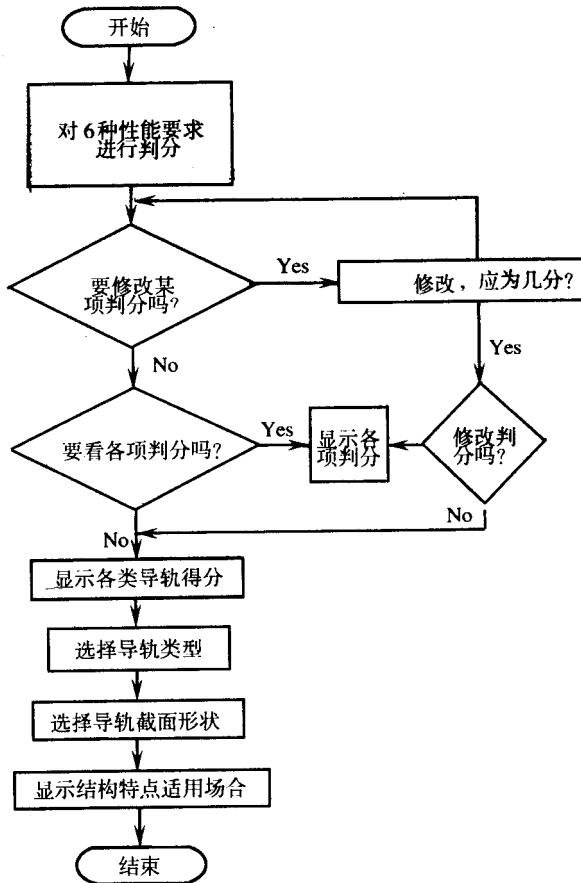 开始
对6种性能要求
进行判分
要修改某
项判分吗?
Yes
修改，应为几分?
Yes
No
要看各项判分吗?
Yes
显示各
项判分
修改判
分吗?
No
No
显示各类导轨得分
选择导轨类型
选择导轨截面形状
显示结构特点适用场合
结束